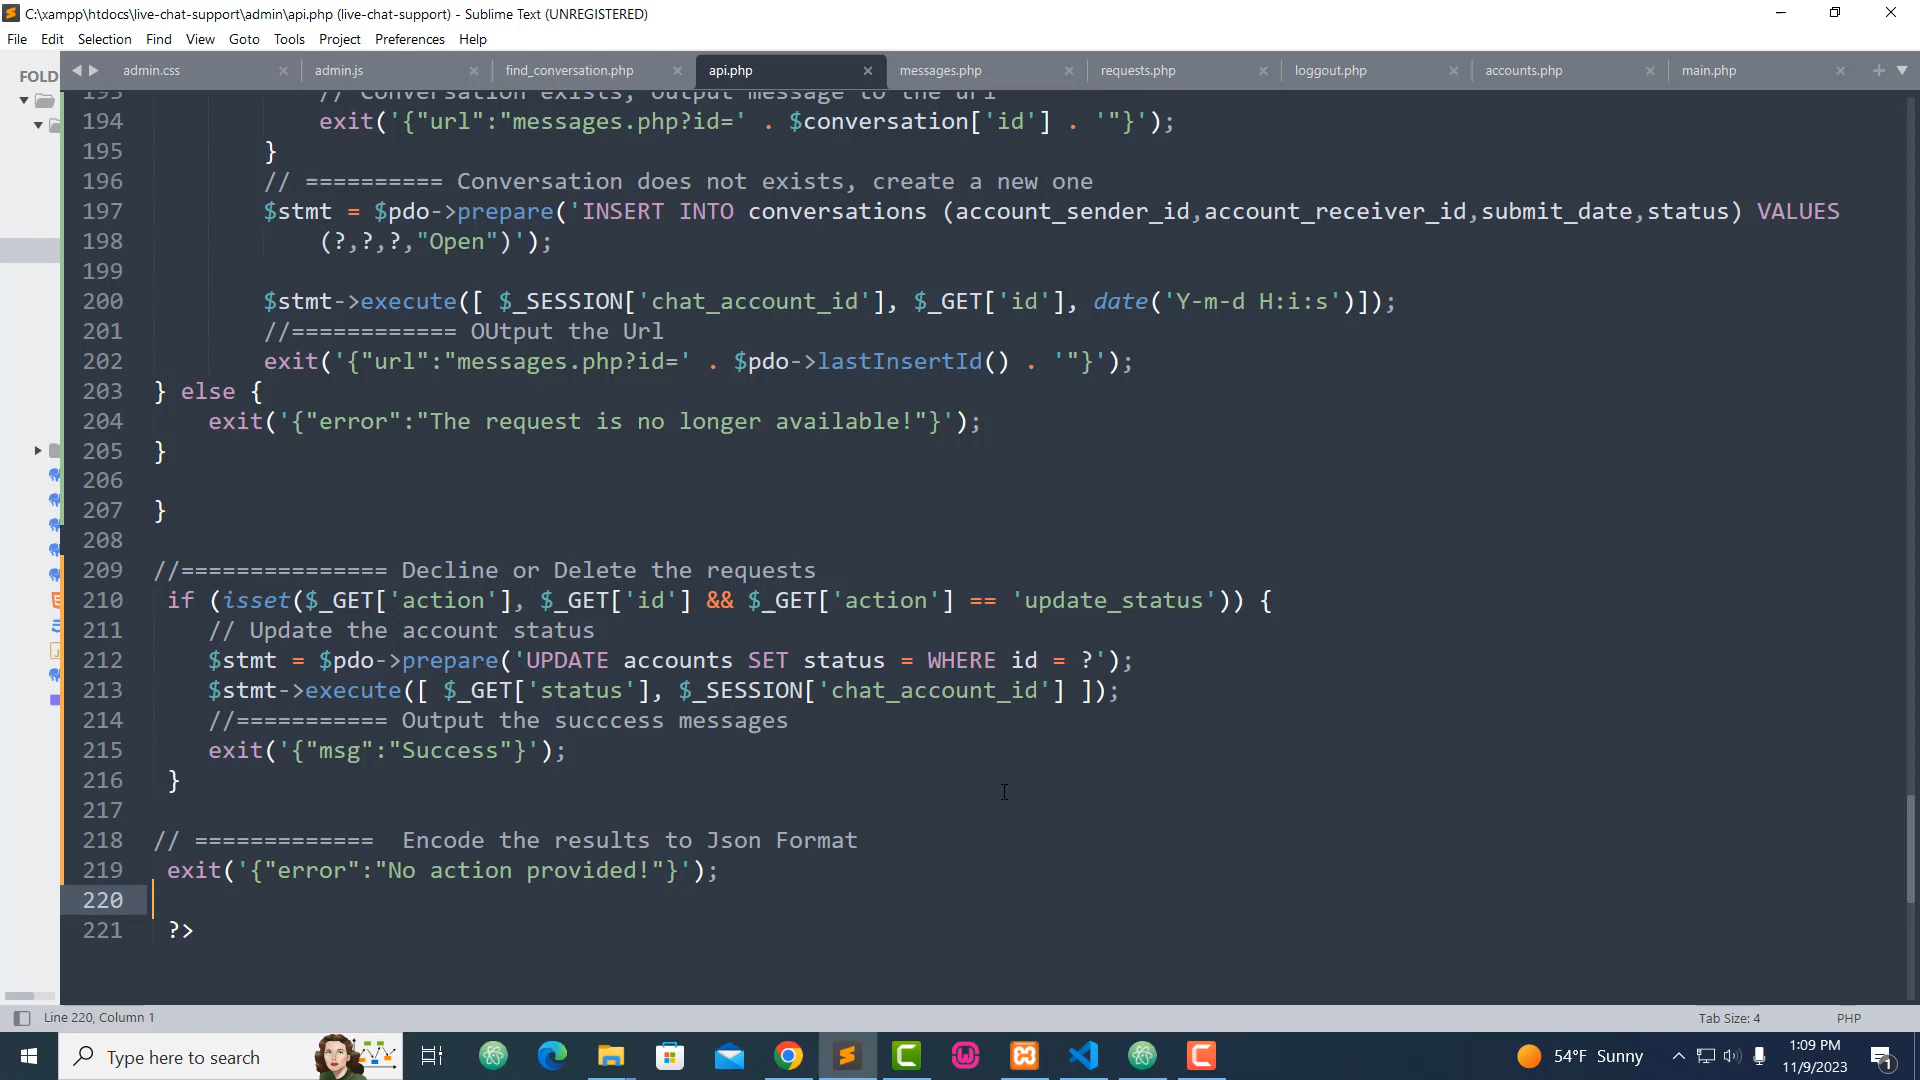 C:\xampp\htdocs\live-chat-support\admin\api.php (live-chat-support) - Sublime Text (UNREGISTERED)
File Edit Selection Find View Goto Tools Project Preferences Help
FOLD
admin.css admin.js find_conversation.php api.php messages.php requests.php loggout.php accounts.php main.php
193 // Conversation exists, output message to the url
194 exit('{"url":"messages.php?id=' . $conversation['id'] . '"}');
195 }
196 // ========== Conversation does not exists, create a new one
197 $stmt = $pdo->prepare('INSERT INTO conversations (account_sender_id,account_receiver_id,submit_date,status) VALUES
198 (?,?,?,"Open")');
199
200 $stmt->execute([ $_SESSION['chat_account_id'], $_GET['id'], date('Y-m-d H:i:s')]);
201 //============ OUtput the Url
202 exit('{"url":"messages.php?id=' . $pdo->lastInsertId() . '"}');
203 } else {
204 exit('{"error":"The request is no longer available!"}');
205 }
206
207 }
208
209 //=============== Decline or Delete the requests
210 if (isset($_GET['action'], $_GET['id'] && $_GET['action'] == 'update_status')) {
211 // Update the account status
212 $stmt = $pdo->prepare('UPDATE accounts SET status = WHERE id = ?');
213 $stmt->execute([ $_GET['status'], $_SESSION['chat_account_id'] ]);
214 //=========== Output the succcess messages
215 exit('{"msg":"Success"}');
216 }
217
218 // =============  Encode the results to Json Format
219 exit('{"error":"No action provided!"}');
220
221 ?>
Line 220, Column 1 Tab Size: 4 PHP
Type here to search
54°F Sunny
1:09 PM
11/9/2023
1